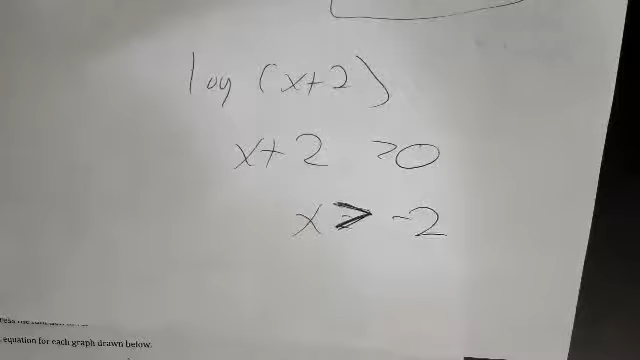 log (x+2)
x+2 >0
x > -2
equation for each graph drawn below.